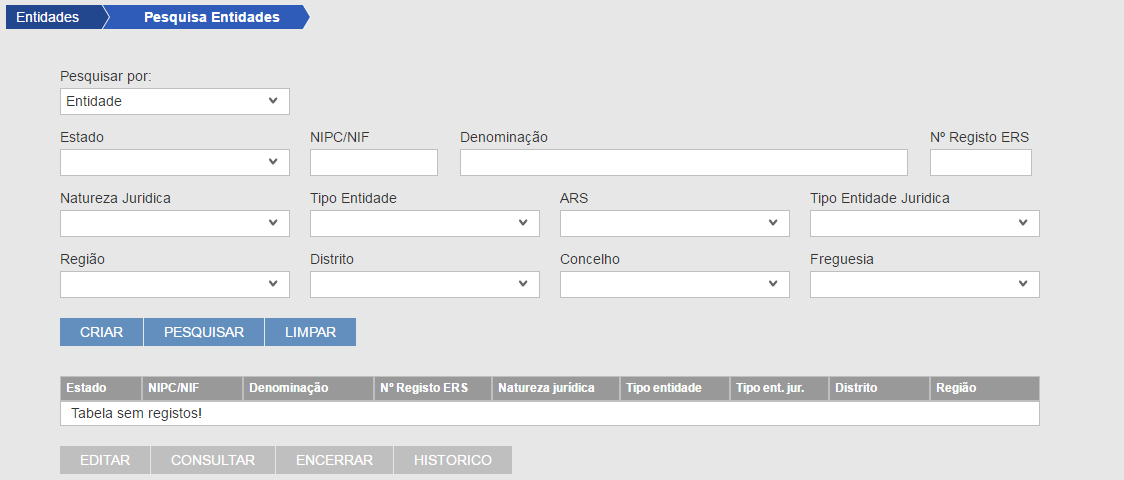 Entidades Pesquisa Entidades
Pesquisar por:
Entidade
Estado NIPC/NIF Denominação Nº Registo ERS
Natureza Juridica Tipo Entidade ARS Tipo Entidade Juridica
Região Distrito Concelho Freguesia
CRIAR PESQUISAR LIMPAR
Estado NIPC/NIF Denominação Nº Registo ERS Natureza jurídica Tipo entidade Tipo ent. jur. Distrito Região
Tabela sem registos!
EDITAR CONSULTAR ENCERRAR HISTORICO